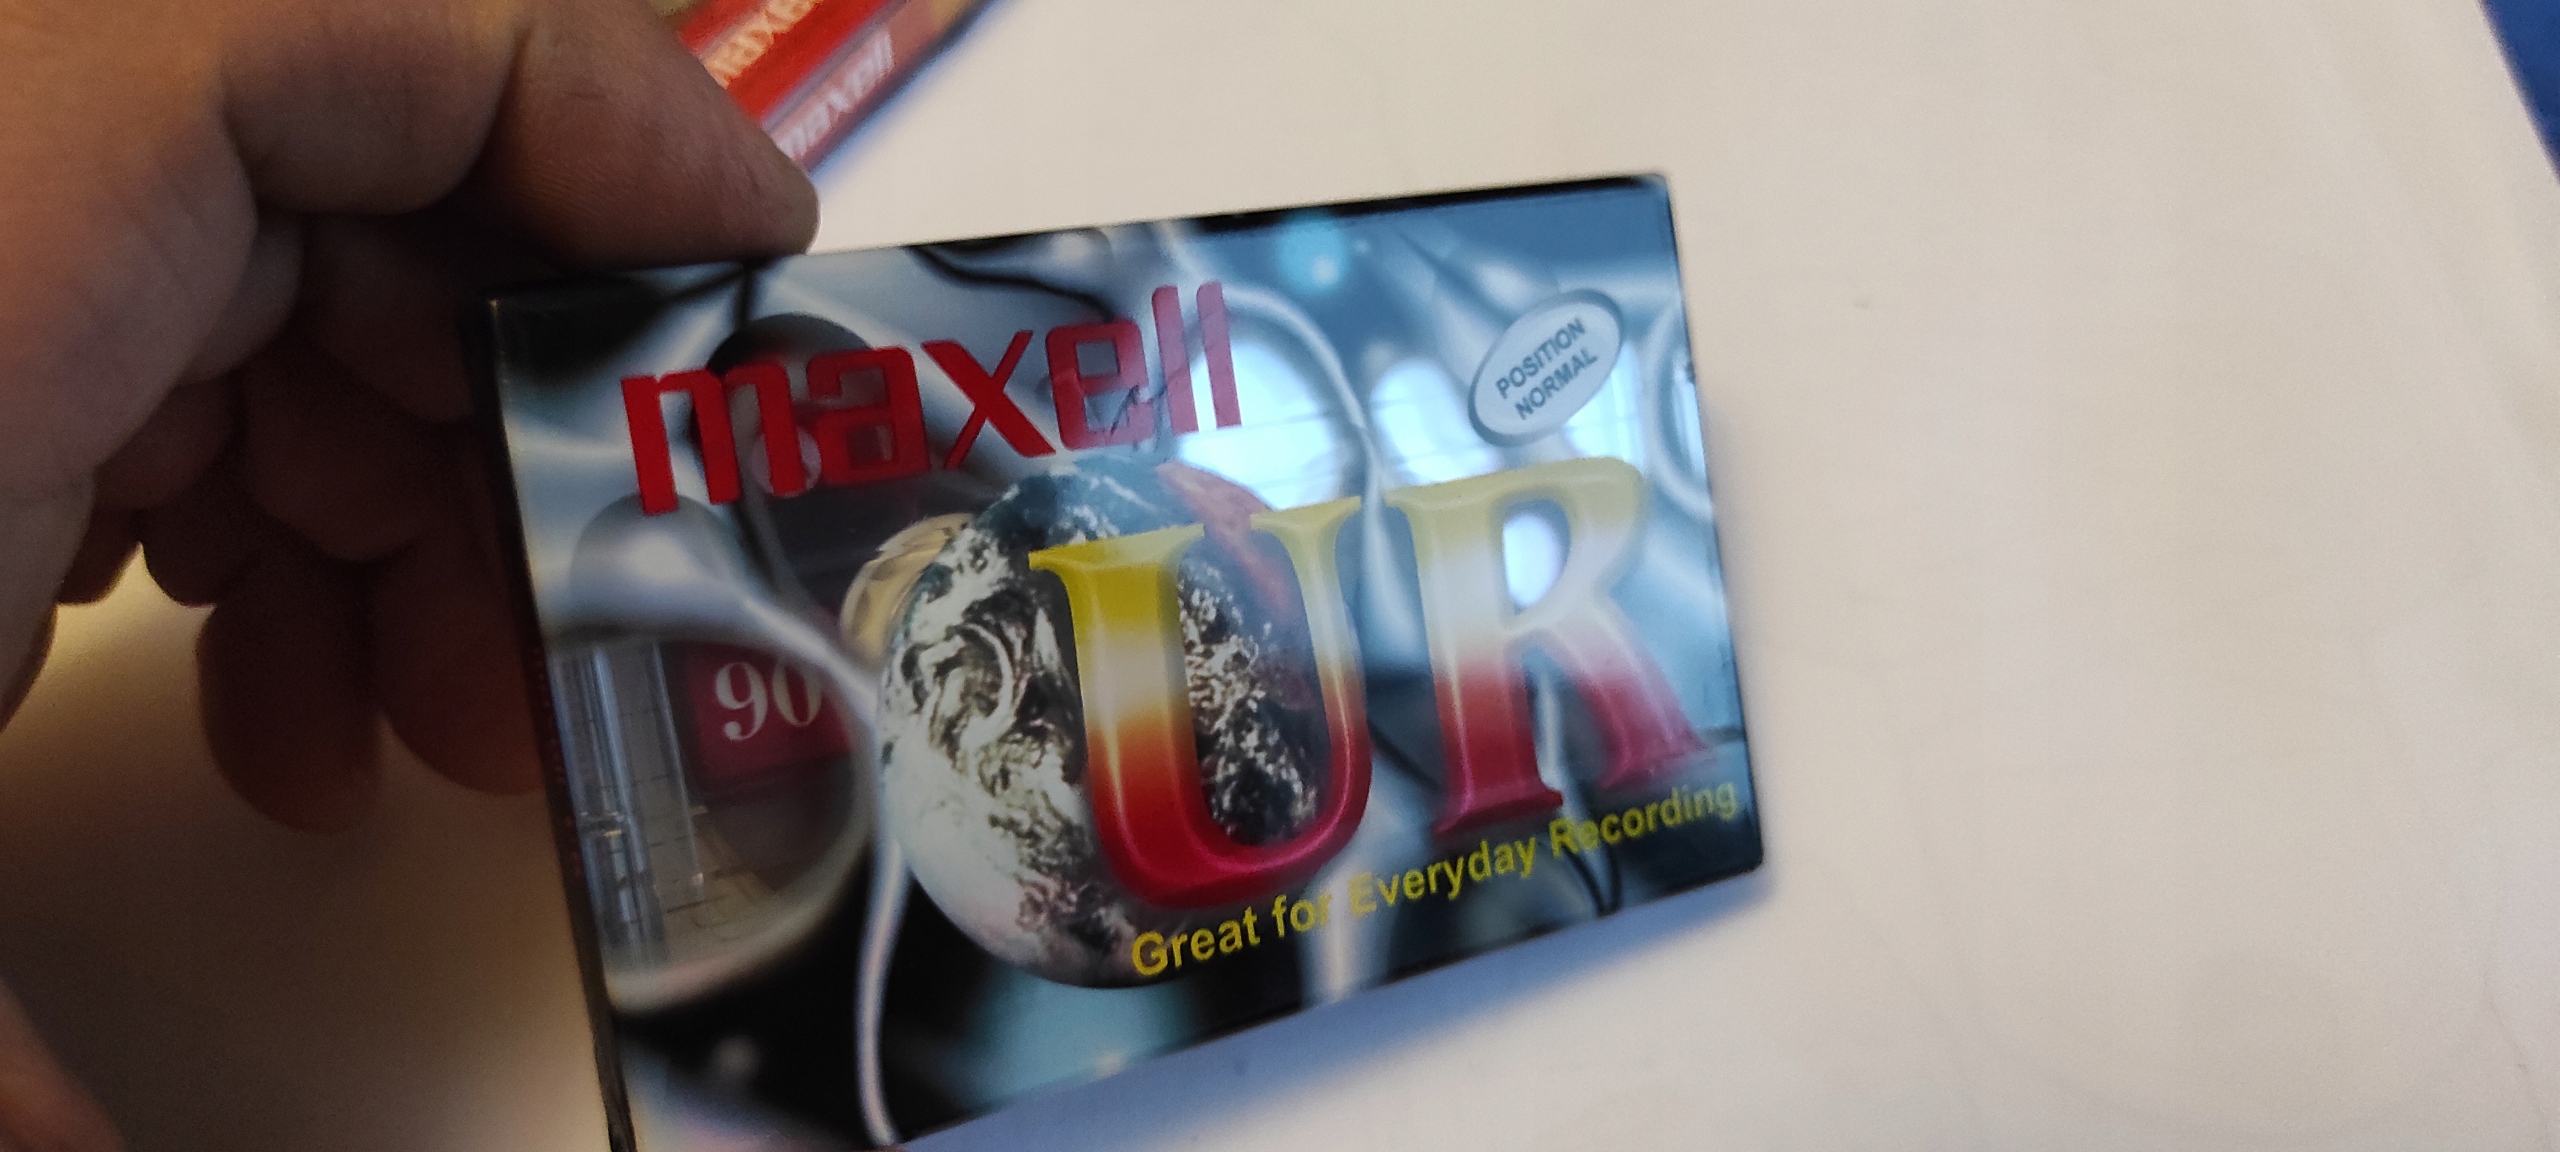 maxell
maxell
maxell
POSITION
NORMAL
UR
90
Great for Everyday Recording